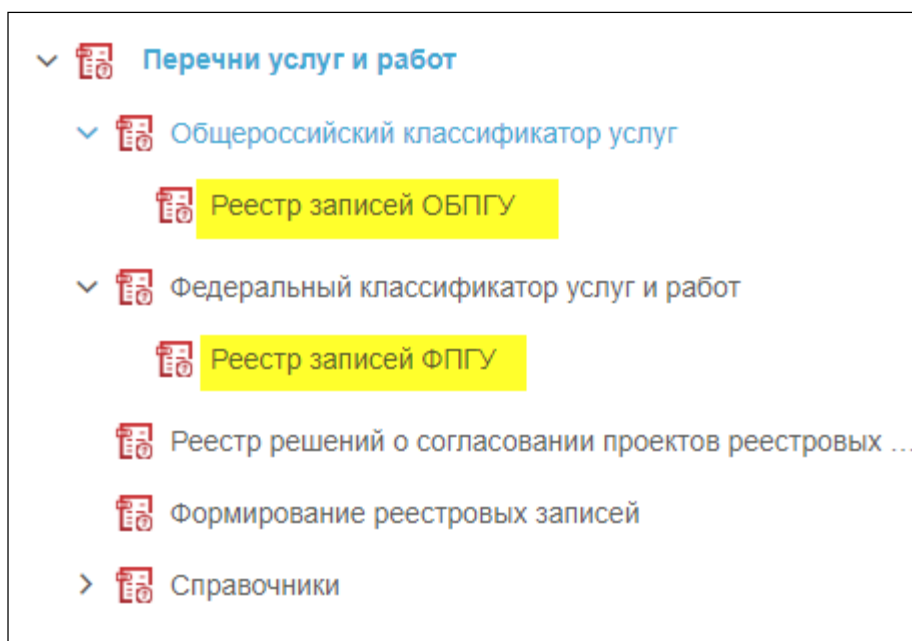 Перечни услуг и работ
Общероссийский классификатор услуг
Реестр записей ОБПГУ
Федеральный классификатор услуг и работ
Реестр записей ФПГУ
Реестр решений о согласовании проектов реестровых ...
Формирование реестровых записей
Справочники